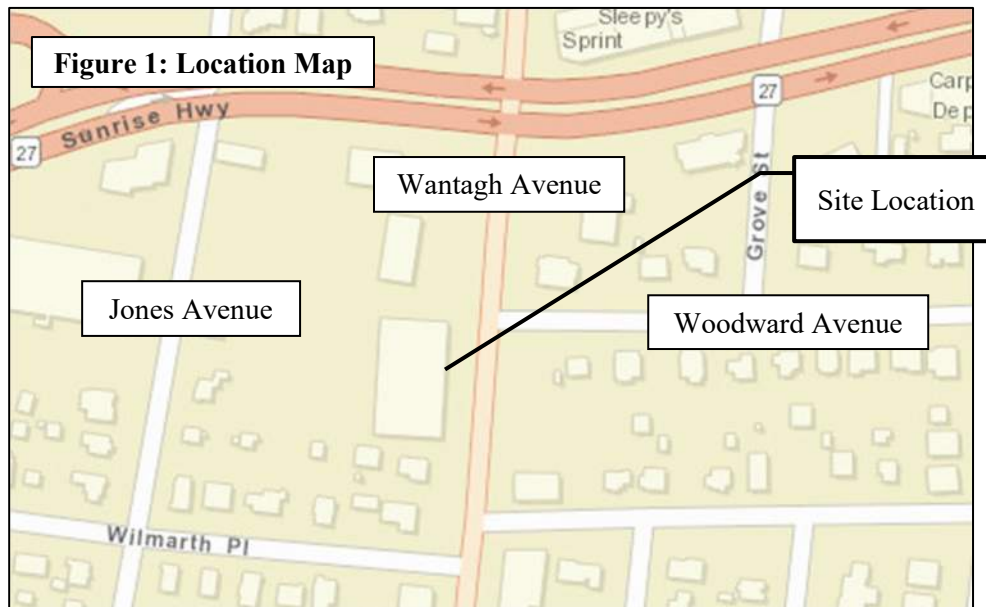 Sleepy's
Sprint
Figure 1: Location Map
27
Carp
Dep
Sunrise Hwy
27
Wantagh Avenue
Site Location
Grove St
Jones Avenue
Woodward Avenue
Wilmarth Pl